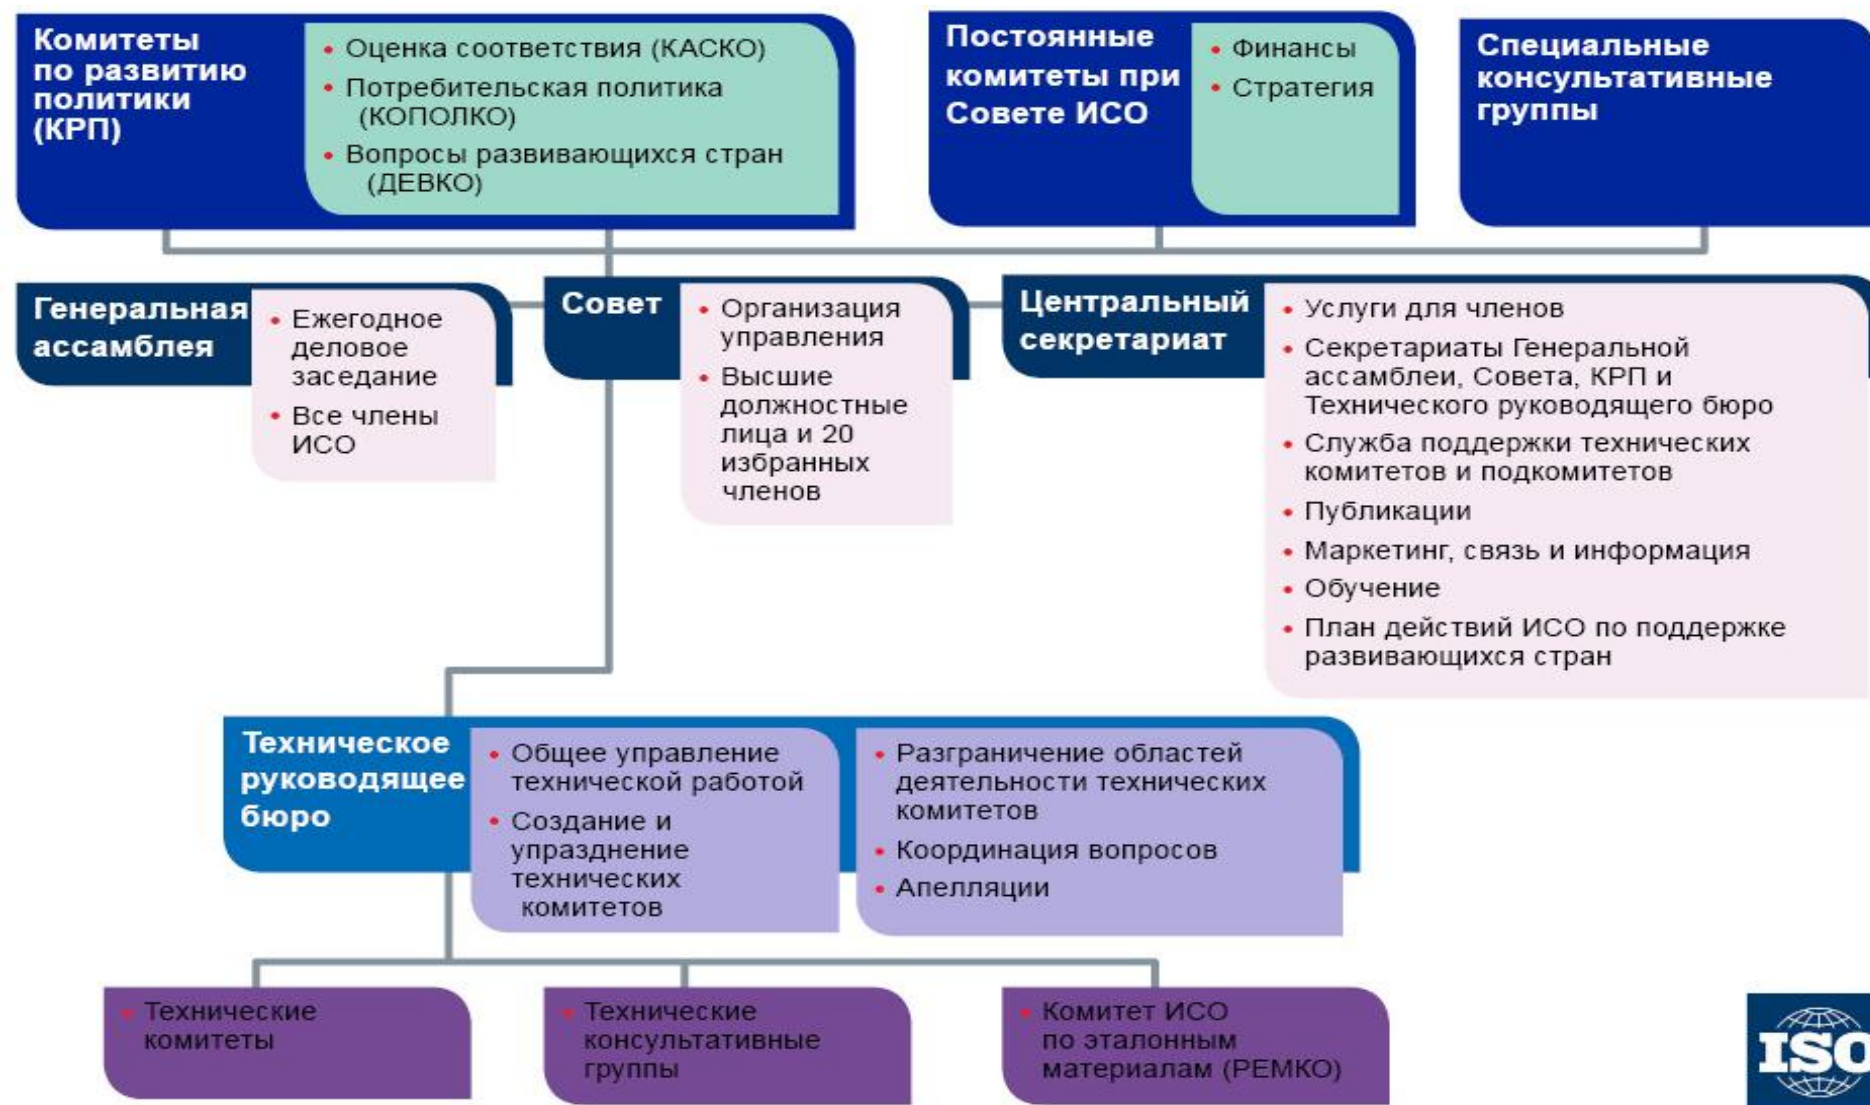 Комитеты
по развитию
политики
(КРП)
• Оценка соответствия (КАСКО)
• Потребительская политика
(КОПОЛКО)
• Вопросы развивающихся стран
(ДЕВКО)
Постоянные
комитеты при
Совете ИСО
• Финансы
• Стратегия
Специальные
консультативные
группы
Генеральная
ассамблея
• Ежегодное
деловое
заседание
• Все члены
ИСО
Совет
• Организация
управления
• Высшие
должностные
лица и 20
избранных
членов
Центральный
секретариат
• Услуги для членов
• Секретариаты Генеральной
ассамблеи, Совета, КРП и
Технического руководящего бюро
• Служба поддержки технических
комитетов и подкомитетов
• Публикации
• Маркетинг, связь и информация
• Обучение
• План действий ИСО по поддержке
развивающихся стран
Техническое
руководящее
бюро
• Общее управление
технической работой
• Создание и
упразднение
технических
комитетов
• Разграничение областей
деятельности технических
комитетов
• Координация вопросов
• Апелляции
• Технические
комитеты
• Технические
консультативные
группы
• Комитет ИСО
по эталонным
материалам (РЕМКО)
ISO